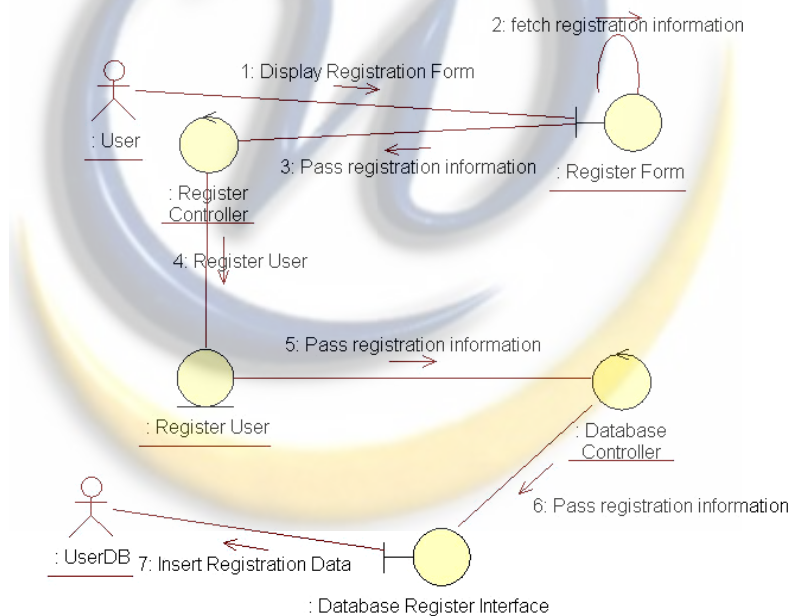 2: fetch registration information
1: Display Registration Form
: User
3: Pass registration information
: Register Form
: Register
Controller
4: Register User
5: Pass registration information
: Register User
: Database
Controller
6: Pass registration information
: UserDB
7: Insert Registration Data
: Database Register Interface